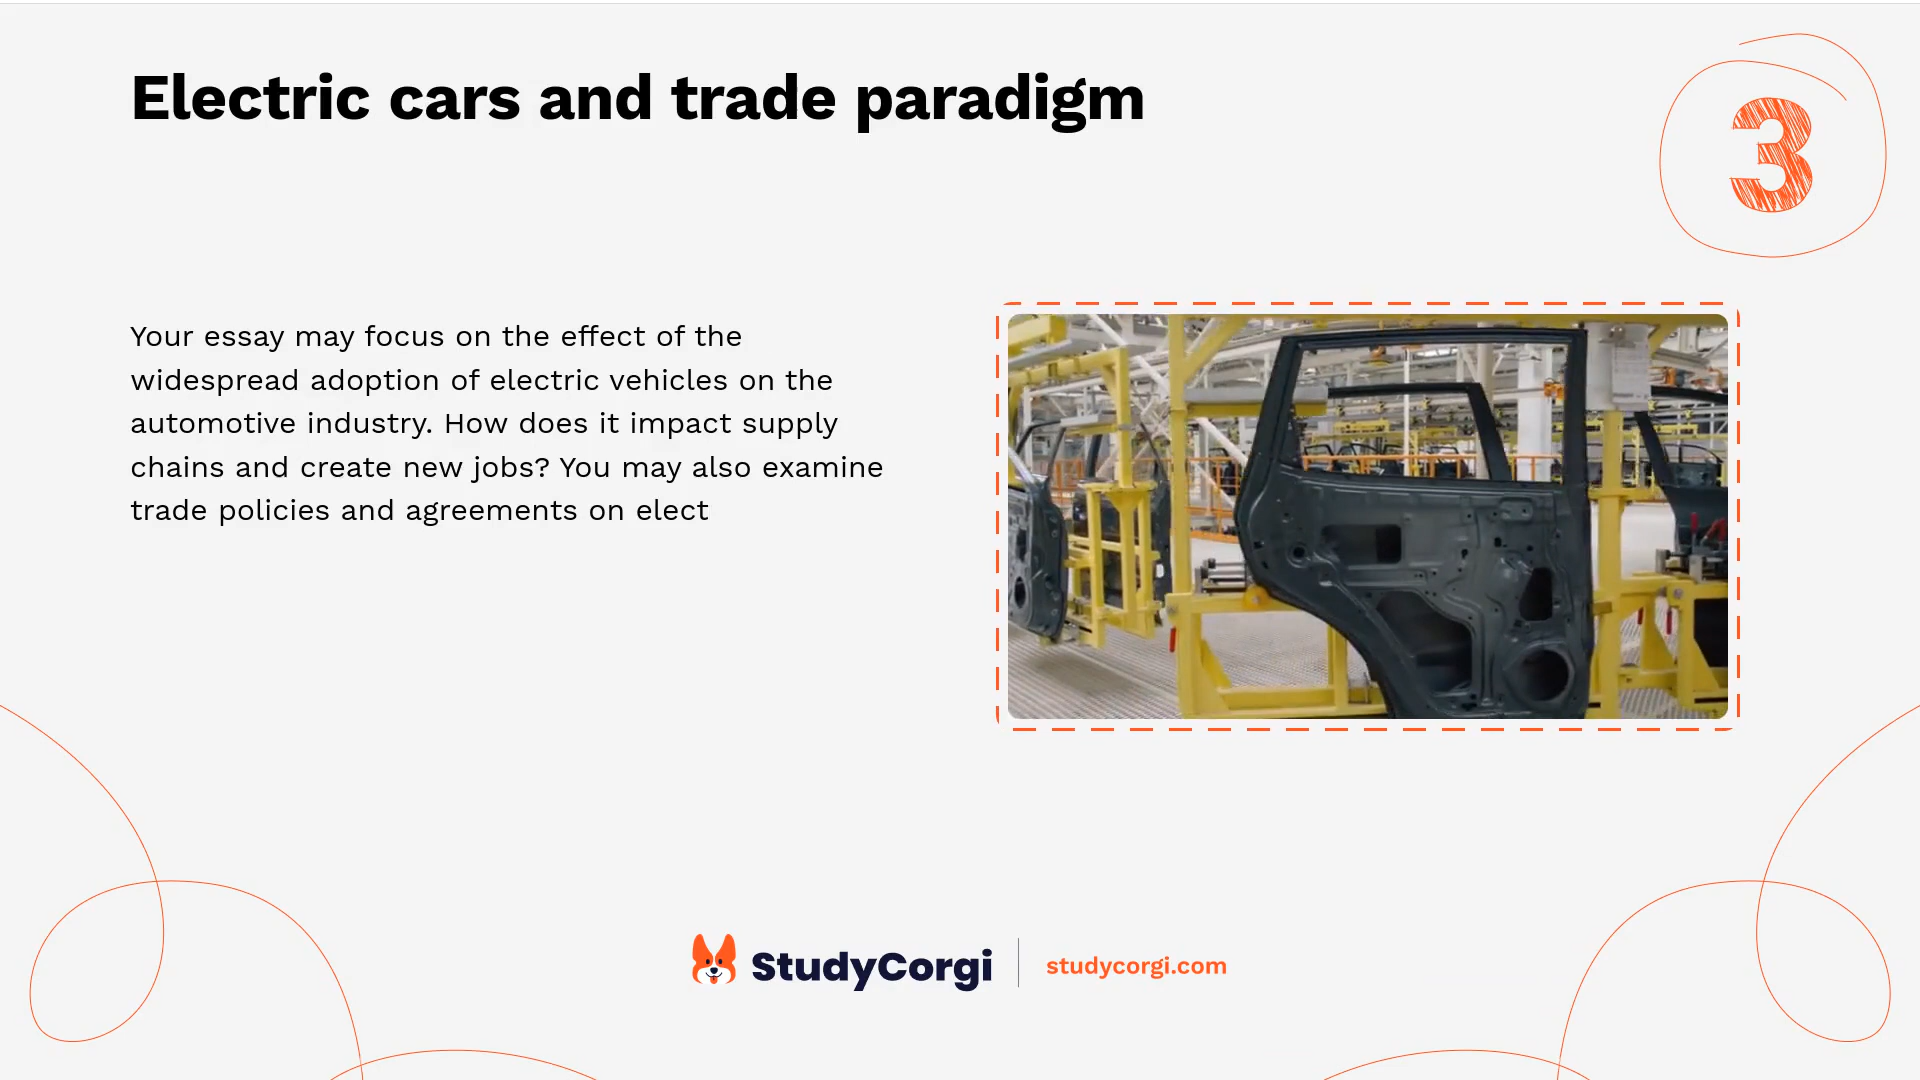 Electric cars and trade paradigm
3
Your essay may focus on the effect of the
widespread adoption of electric vehicles on the
automotive industry. How does it impact supply
chains and create new jobs? You may also examine
trade policies and agreements on elect
StudyCorgi
studycorgi.com